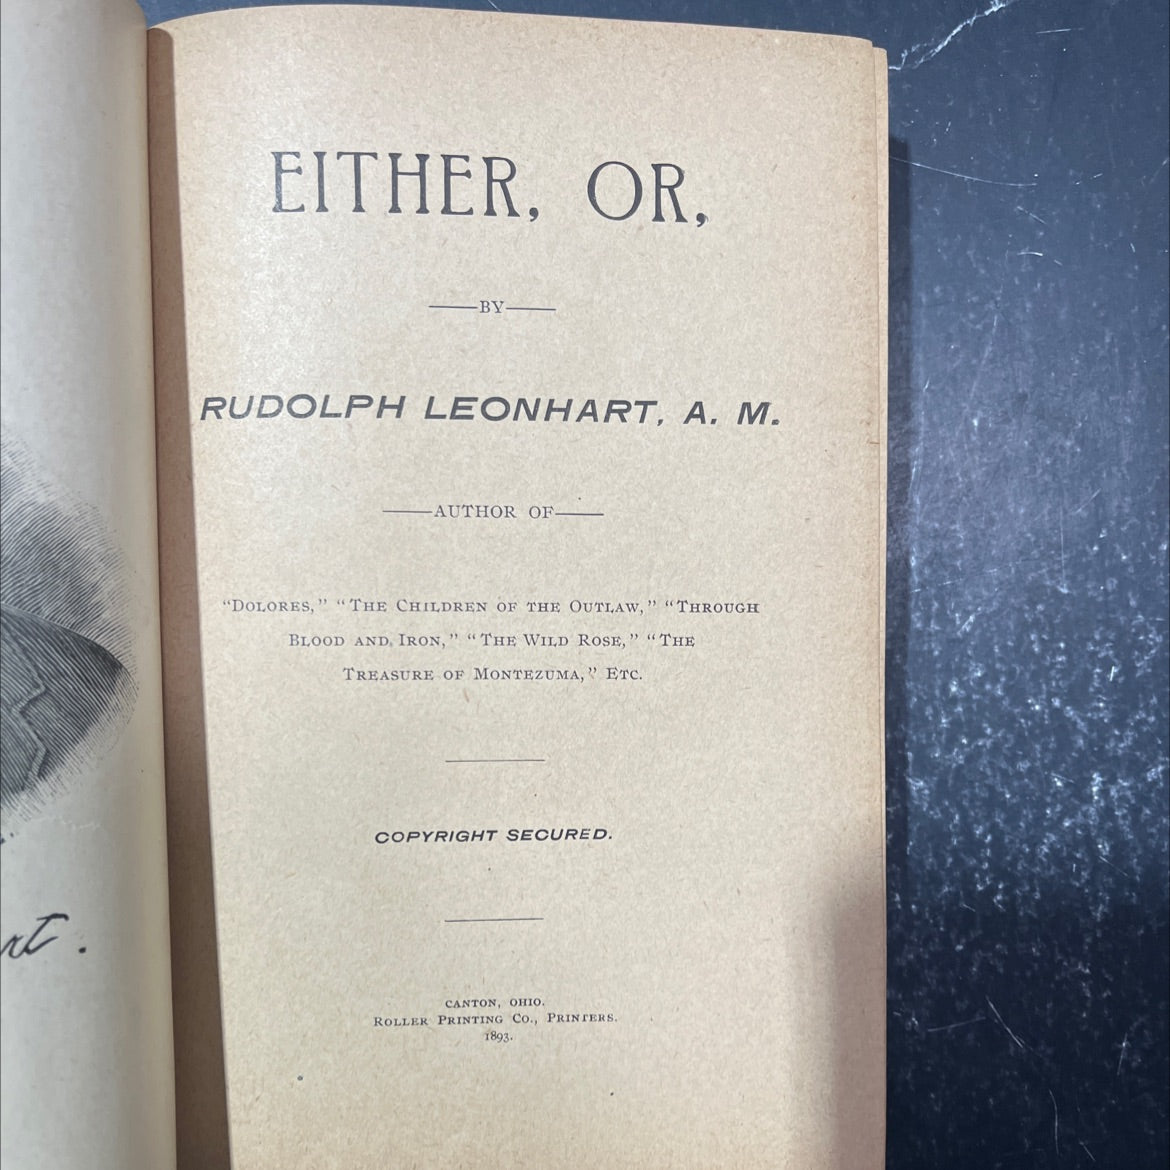 EITHER, OR,
BY
RUDOLPH LEONHART, A. M.
AUTHOR OF
"DOLORES," "THE CHILDREN OF THE OUTLAW," "THROUGH
BLOOD AND IRON," "THE WILD ROSE," "THE
TREASURE OF MONTEZUMA," ETC.
COPYRIGHT SECURED.
CANTON, OHIO.
ROLLER PRINTING CO., PRINTERS.
1893.